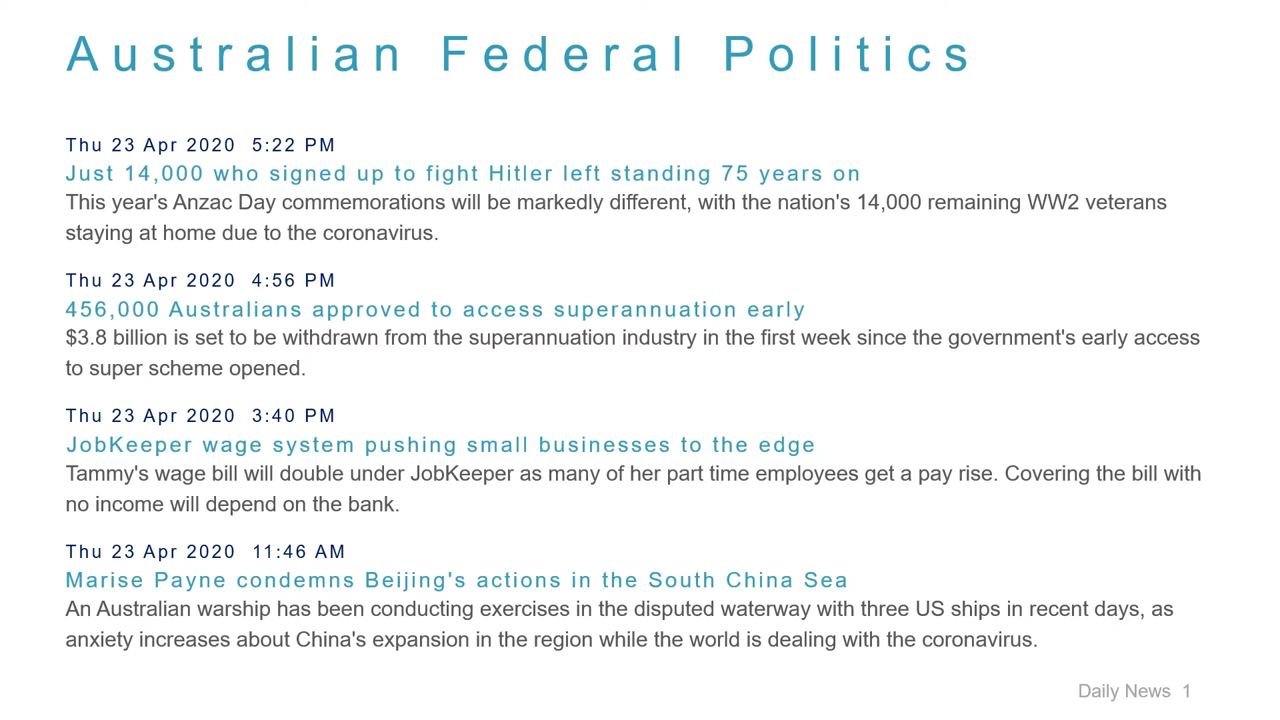 Australian Federal Politics
Thu 23 Apr 2020  5:22 PM
Just 14,000 who signed up to fight Hitler left standing 75 years on
This year's Anzac Day commemorations will be markedly different, with the nation's 14,000 remaining WW2 veterans
staying at home due to the coronavirus.
Thu 23 Apr 2020  4:56 PM
456,000 Australians approved to access superannuation early
$3.8 billion is set to be withdrawn from the superannuation industry in the first week since the government's early access
to super scheme opened.
Thu 23 Apr 2020  3:40 PM
JobKeeper wage system pushing small businesses to the edge
Tammy's wage bill will double under JobKeeper as many of her part time employees get a pay rise. Covering the bill with
no income will depend on the bank.
Thu 23 Apr 2020  11:46 AM
Marise Payne condemns Beijing's actions in the South China Sea
An Australian warship has been conducting exercises in the disputed waterway with three US ships in recent days, as
anxiety increases about China's expansion in the region while the world is dealing with the coronavirus.
Daily News  1